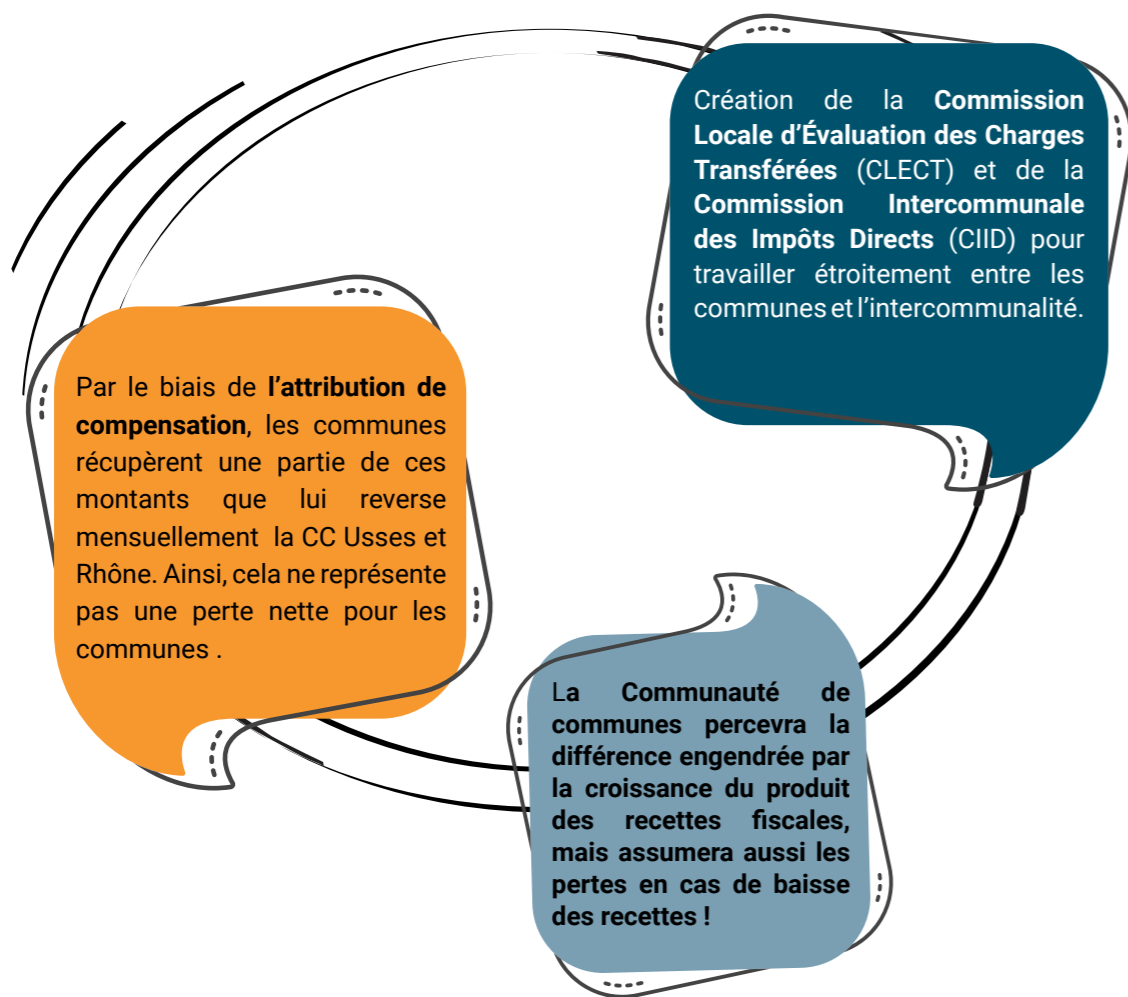 Création de la Commission
Locale d’Évaluation des Charges
Transférées (CLECT) et de la
Commission Intercommunale
des Impôts Directs (CIID) pour
travailler étroitement entre les
communes et l’intercommunalité.
Par le biais de l’attribution de
compensation, les communes
récupèrent une partie de ces
montants que lui reverse
mensuellement la CC Usses et
Rhône. Ainsi, cela ne représente
pas une perte nette pour les
communes .
La Communauté de
communes percevra la
différence engendrée par
la croissance du produit
des recettes fiscales,
mais assumera aussi les
pertes en cas de baisse
des recettes !